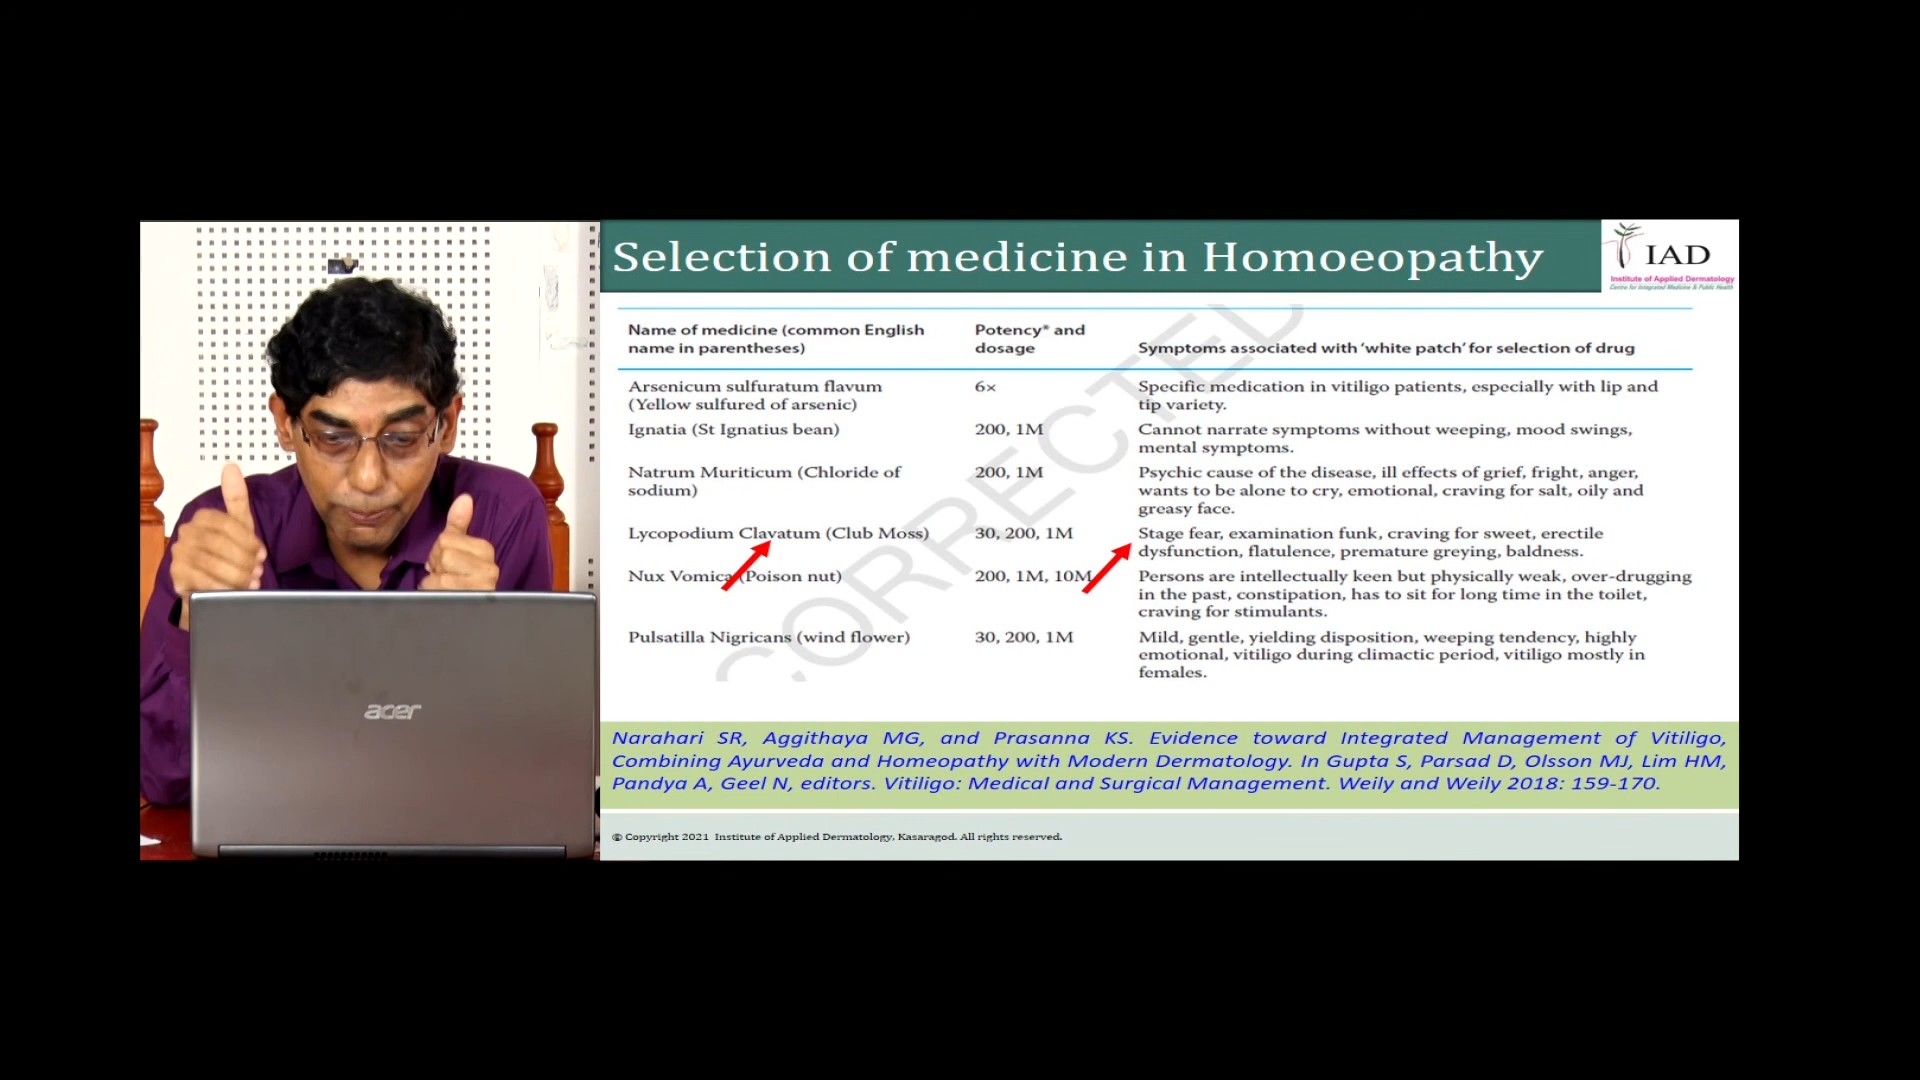 Selection of medicine in Homoeopathy
IAD
Institute of Applied Dermatology
Centre for Integrated Medicine & Public Health
Name of medicine (common English
name in parentheses)
Potency* and
dosage
Symptoms associated with ‘white patch’ for selection of drug
Arsenicum sulfuratum flavum
(Yellow sulfured of arsenic)
6×
Specific medication in vitiligo patients, especially with lip and
tip variety.
Ignatia (St Ignatius bean)
200, 1M
Cannot narrate symptoms without weeping, mood swings,
mental symptoms.
Natrum Muriticum (Chloride of
sodium)
200, 1M
Psychic cause of the disease, ill effects of grief, fright, anger,
wants to be alone to cry, emotional, craving for salt, oily and
greasy face.
Lycopodium Clavatum (Club Moss)
30, 200, 1M
Stage fear, examination funk, craving for sweet, erectile
dysfunction, flatulence, premature greying, baldness.
Nux Vomica (Poison nut)
200, 1M, 10M
Persons are intellectually keen but physically weak, over-drugging
in the past, constipation, has to sit for long time in the toilet,
craving for stimulants.
Pulsatilla Nigricans (wind flower)
30, 200, 1M
Mild, gentle, yielding disposition, weeping tendency, highly
emotional, vitiligo during climactic period, vitiligo mostly in
females.
CORRECTED
Narahari SR, Aggithaya MG, and Prasanna KS. Evidence toward Integrated Management of Vitiligo,
Combining Ayurveda and Homeopathy with Modern Dermatology. In Gupta S, Parsad D, Olsson MJ, Lim HM,
Pandya A, Geel N, editors. Vitiligo: Medical and Surgical Management. Weily and Weily 2018: 159-170.
© Copyright 2021 Institute of Applied Dermatology, Kasaragod. All rights reserved.
acer